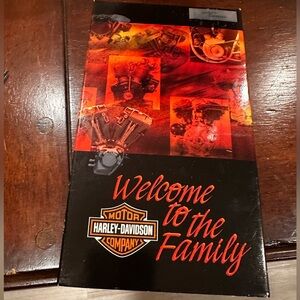 Welcome
to the
Family
MOTOR
HARLEY-DAVIDSON
COMPANY